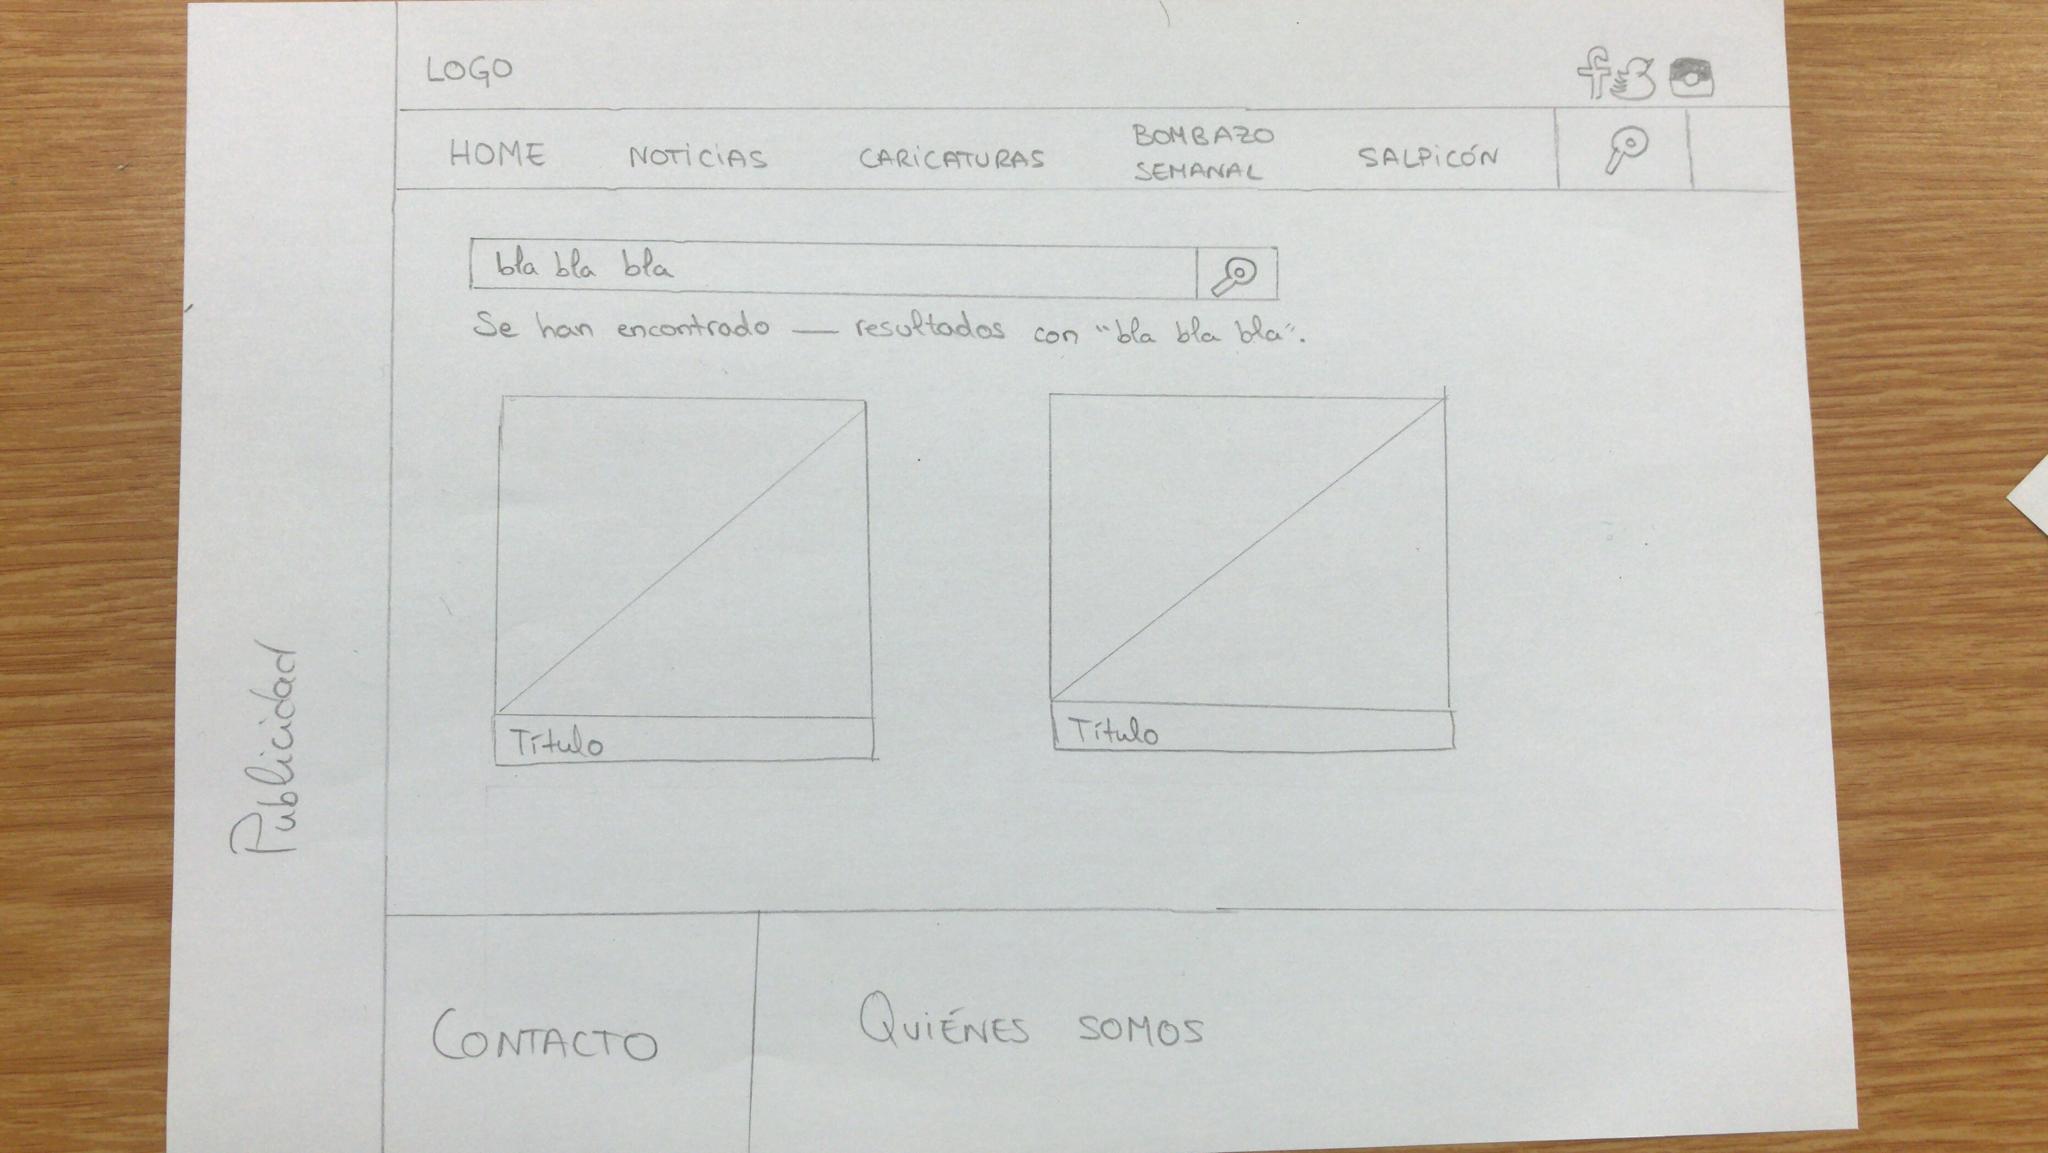 LOGO
HOME
NOTICIAS
CARICATURAS
BOMBAZO
SEMANAL
SALPICÓN
bla bla bla
Se han encontrado — resultados con "bla bla bla".
Título
Título
Publicidad
CONTACTO
QUIÉNES SOMOS